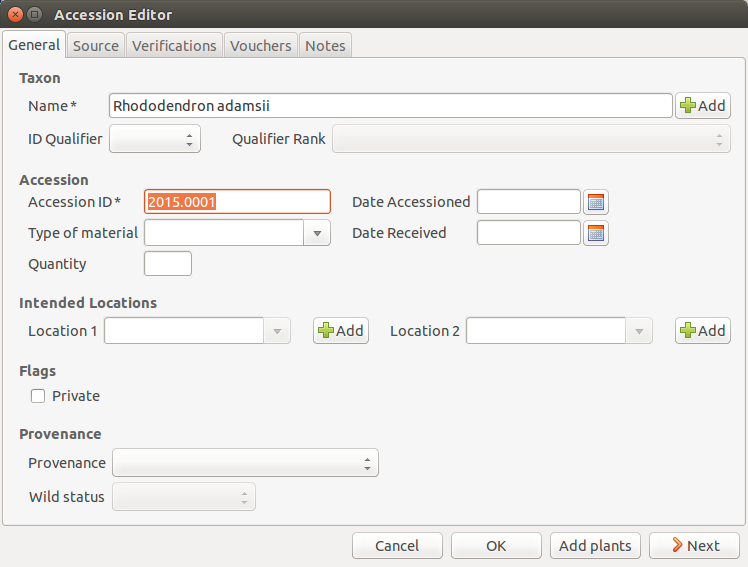 Accession Editor
General Source Verifications Vouchers Notes
Taxon
Name* Rhododendron adamsii Add
ID Qualifier Qualifier Rank
Accession
Accession ID* 2015.0001 Date Accessioned
Type of material Date Received
Quantity
Intended Locations
Location 1 Add Location 2 Add
Flags
Private
Provenance
Provenance
Wild status
Cancel OK Add plants Next